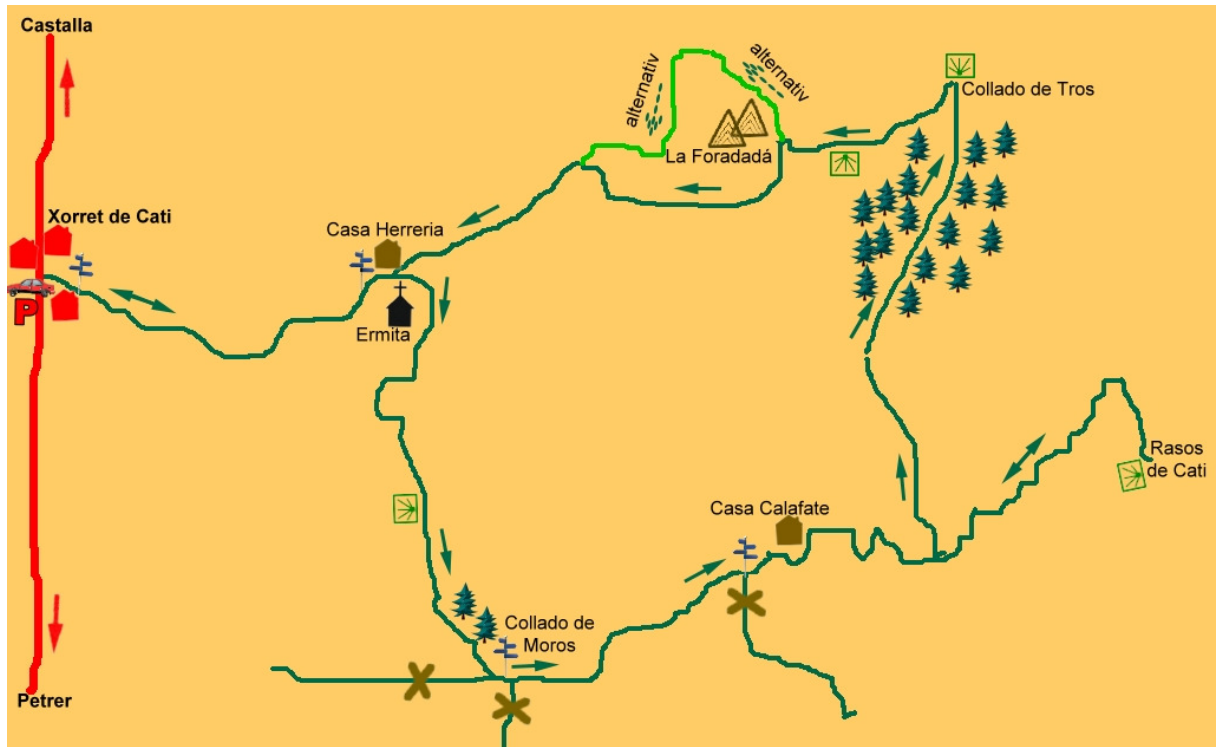 Castalla
alternativ
alternativ
Collado de Tros
La Foradadá
Xorret de Cati
Casa Herreria
P
Ermita
Rasos
de Cati
Casa Calafate
Collado de
Moros
Petrer